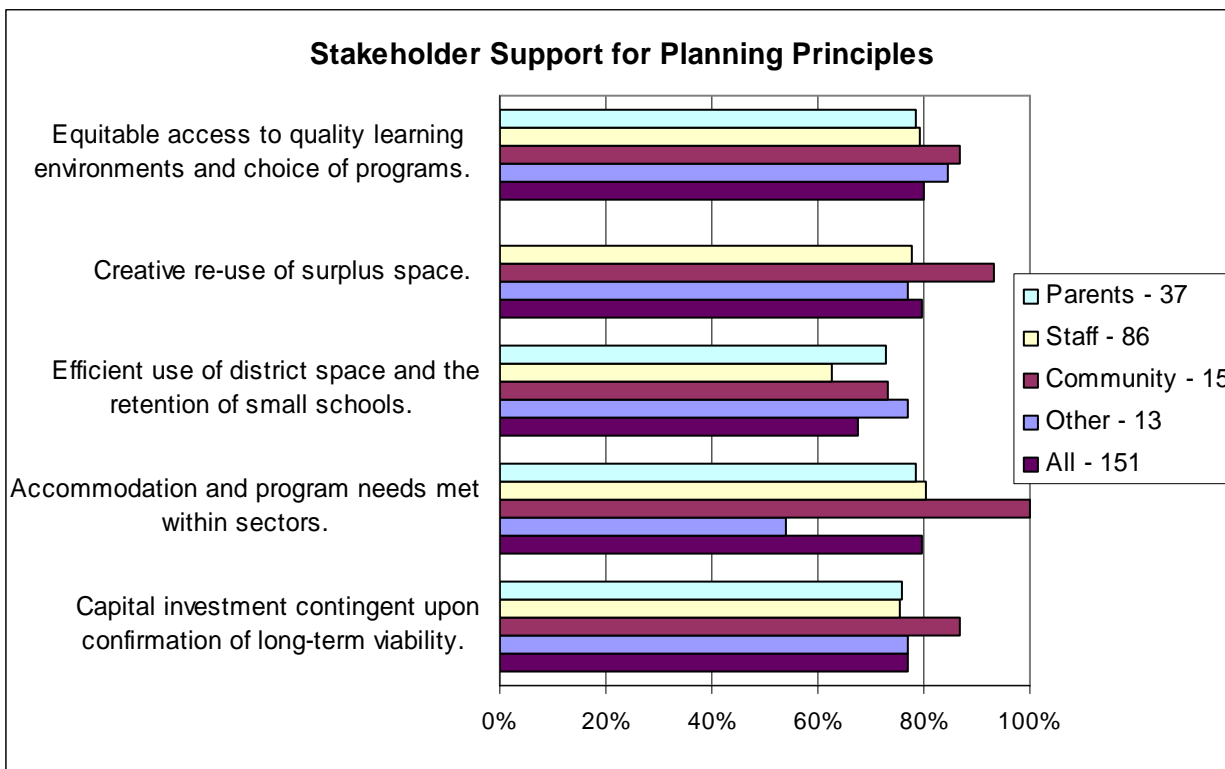 Stakeholder Support for Planning Principles
Equitable access to quality learning
environments and choice of programs.
Creative re-use of surplus space.
Efficient use of district space and the
retention of small schools.
Accommodation and program needs met
within sectors.
Capital investment contingent upon
confirmation of long-term viability.
0% 20% 40% 60% 80% 100%
Parents - 37
Staff - 86
Community - 15
Other - 13
All - 151